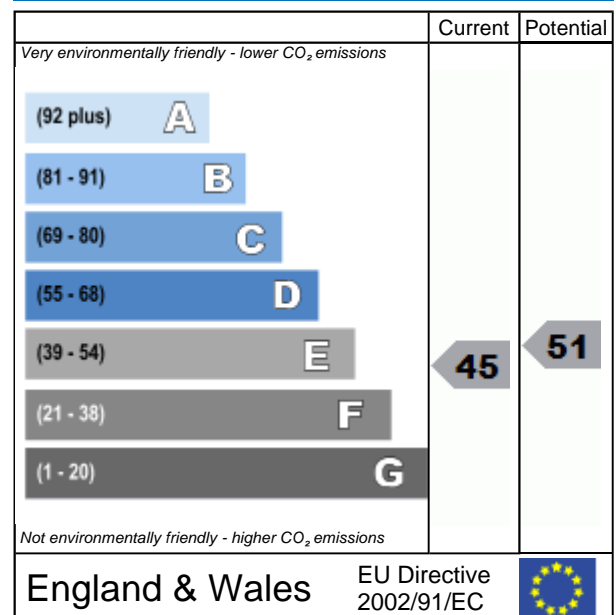 Current Potential
Very environmentally friendly - lower CO₂ emissions
(92 plus) A
(81 - 91) B
(69 - 80) C
(55 - 68) D
(39 - 54) E
45
51
(21 - 38) F
(1 - 20) G
Not environmentally friendly - higher CO₂ emissions
England & Wales
EU Directive
2002/91/EC